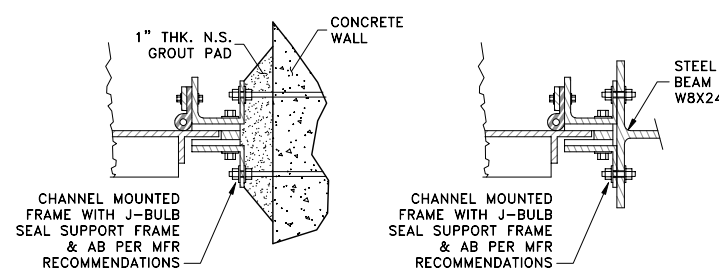 1" THK. N.S.
GROUT PAD
CONCRETE
WALL
CHANNEL MOUNTED
FRAME WITH J-BULB
SEAL SUPPORT FRAME
& AB PER MFR
RECOMMENDATIONS
STEEL
BEAM
W8X24
CHANNEL MOUNTED
FRAME WITH J-BULB
SEAL SUPPORT FRAME
& AB PER MFR
RECOMMENDATIONS